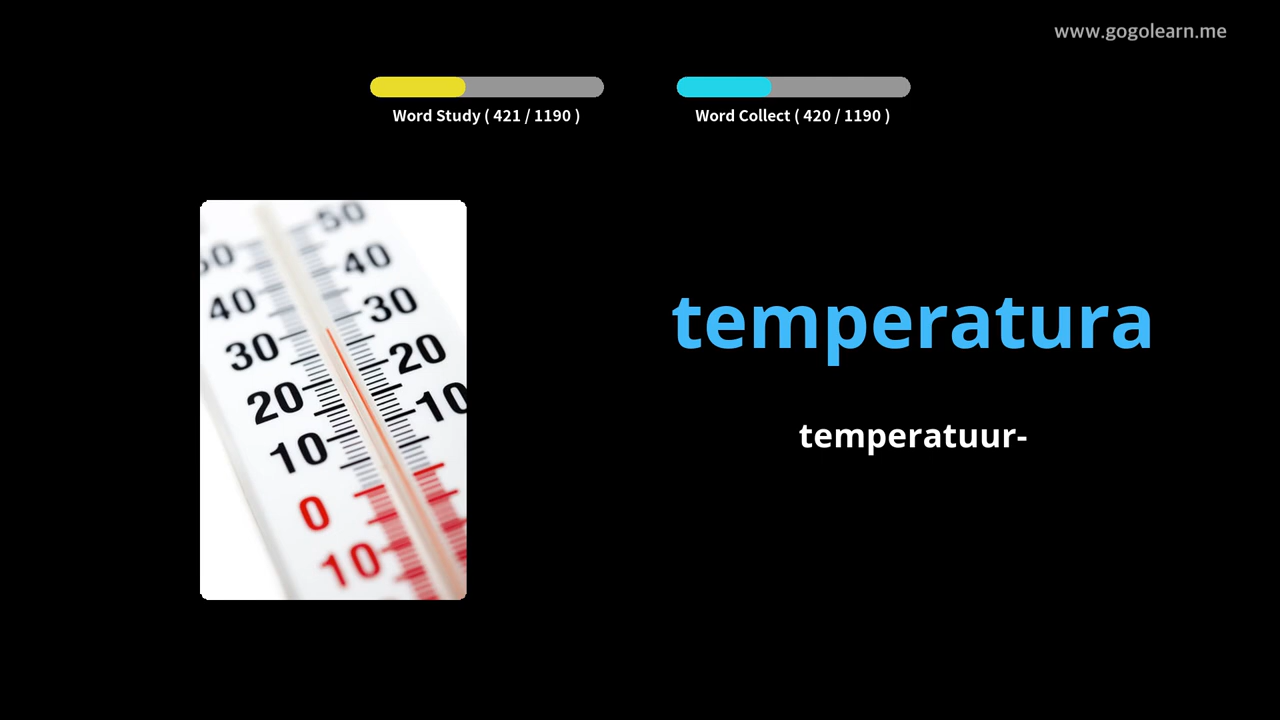 www.gogolearn.me
Word Study ( 421 / 1190 )
Word Collect ( 420 / 1190 )
50
50
40
40
30
30
20
20
10
10
0
10
temperatura
temperatuur-